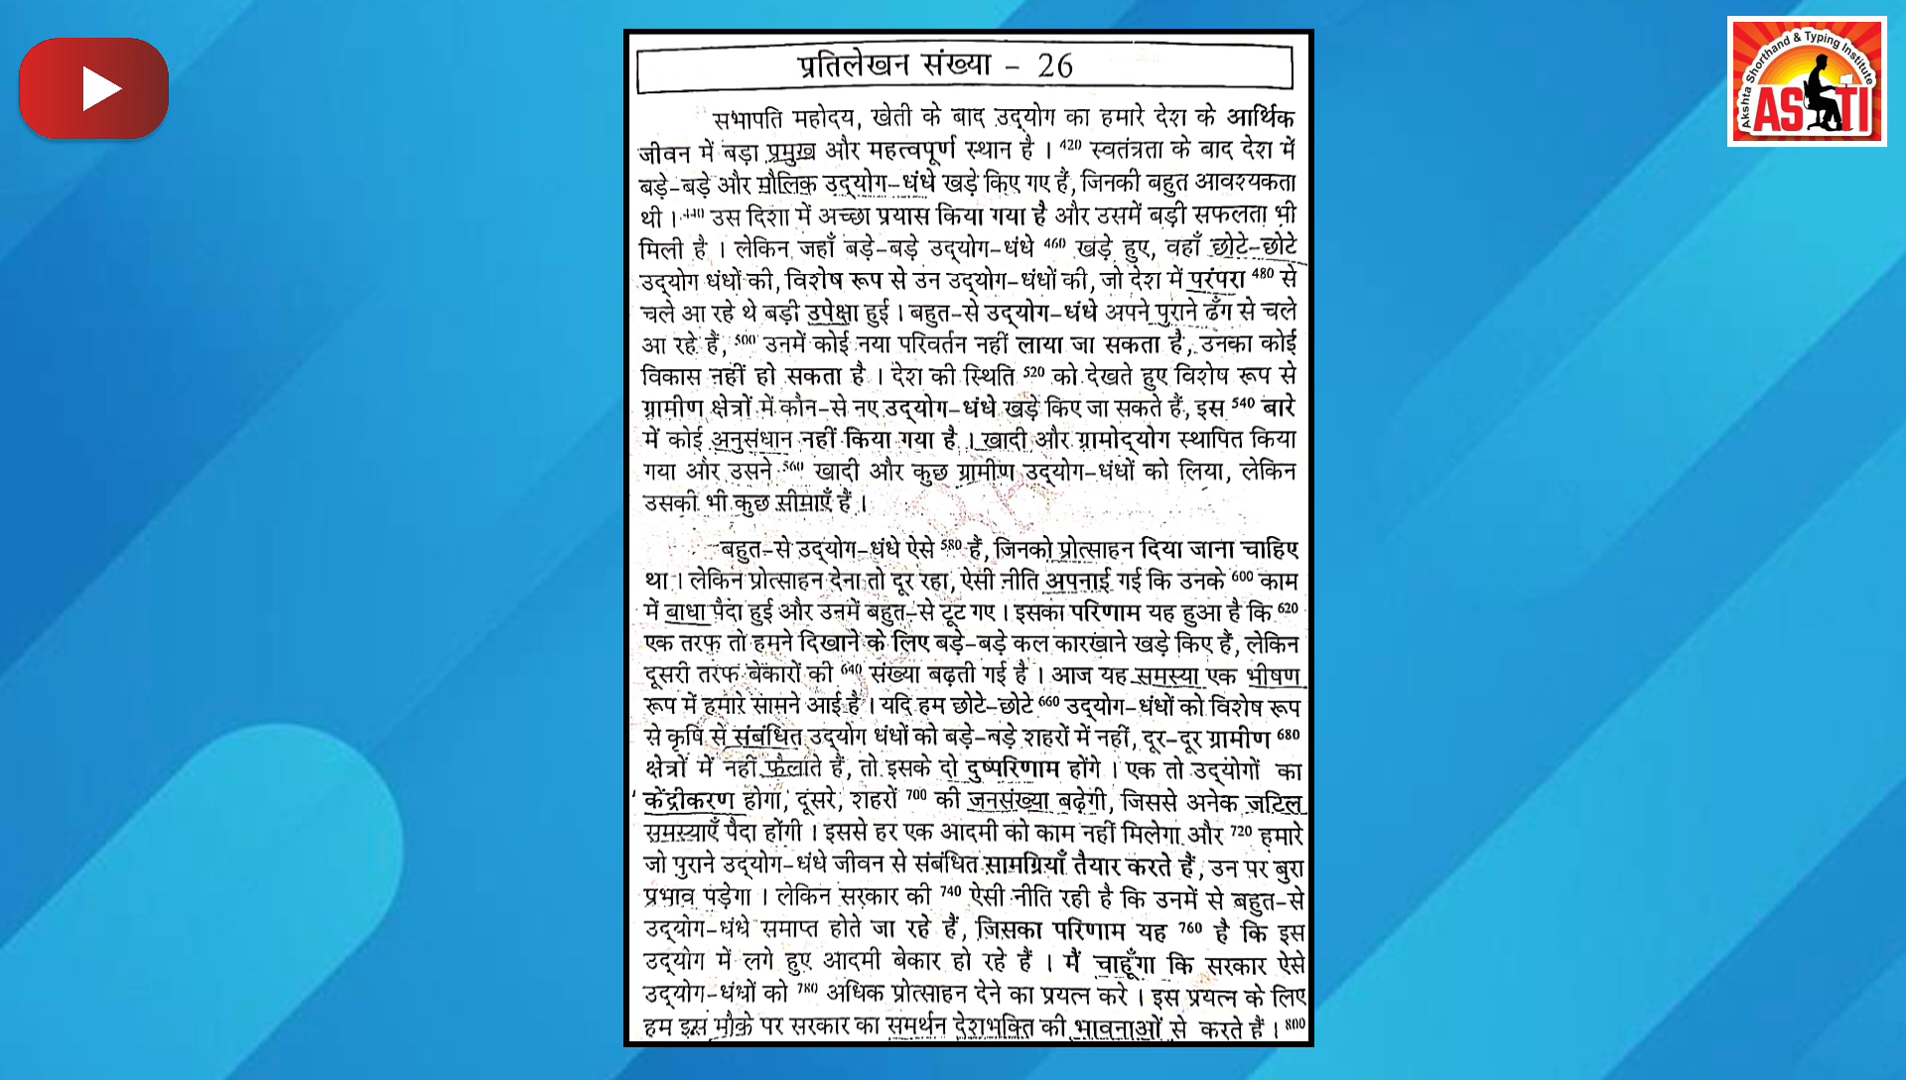 प्रतिलेखन संख्या - 26
Akshta Shorthand & Typing Institute
ASTI
सभापति महोदय, खेती के बाद उद्योग का हमारे देश के आर्थिक
जीवन में बड़ा प्रमुख और महत्वपूर्ण स्थान है । 420 स्वतंत्रता के बाद देश में
बड़े-बड़े और मौलिक उद्योग-धंधे खड़े किए गए हैं, जिनकी बहुत आवश्यकता
थी । 440 उस दिशा में अच्छा प्रयास किया गया है और उसमें बड़ी सफलता भी
मिली है । लेकिन जहाँ बड़े-बड़े उद्योग-धंधे 460 खड़े हुए, वहाँ छोटे-छोटे
उद्योग धंधों की, विशेष रूप से उन उद्योग-धंधों की, जो देश में परंपरा 480 से
चले आ रहे थे बड़ी उपेक्षा हुई । बहुत-से उद्योग-धंधे अपने पुराने ढँग से चले
आ रहे हैं, 500 उनमें कोई नया परिवर्तन नहीं लाया जा सकता है, उनका कोई
विकास नहीं हो सकता है । देश की स्थिति 520 को देखते हुए विशेष रूप से
ग्रामीण क्षेत्रों में कौन-से नए उद्योग-धंधे खड़े किए जा सकते हैं, इस 540 बारे
में कोई अनुसंधान नहीं किया गया है । खादी और ग्रामोद्योग स्थापित किया
गया और उसने 560 खादी और कुछ ग्रामीण उद्योग-धंधों को लिया, लेकिन
उसकी भी कुछ सीमाएँ हैं ।
बहुत-से उद्योग-धंधे ऐसे 580 हैं, जिनको प्रोत्साहन दिया जाना चाहिए
था । लेकिन प्रोत्साहन देना तो दूर रहा, ऐसी नीति अपनाई गई कि उनके 600 काम
में बाधा पैदा हुई और उनमें बहुत-से टूट गए । इसका परिणाम यह हुआ है कि 620
एक तरफ तो हमने दिखाने के लिए बड़े-बड़े कल कारखाने खड़े किए हैं, लेकिन
दूसरी तरफ बेकारों की 640 संख्या बढ़ती गई है । आज यह समस्या एक भीषण
रूप में हमारे सामने आई है । यदि हम छोटे-छोटे 660 उद्योग-धंधों को विशेष रूप
से कृषि से संबंधित उद्योग धंधों को बड़े-बड़े शहरों में नहीं, दूर-दूर ग्रामीण 680
क्षेत्रों में नहीं फैलाते हैं, तो इसके दो दुष्परिणाम होंगे । एक तो उद्योगों का
केंद्रीकरण होगा, दूसरे, शहरों 700 की जनसंख्या बढ़ेगी, जिससे अनेक जटिल
समस्याएँ पैदा होंगी । इससे हर एक आदमी को काम नहीं मिलेगा और 720 हमारे
जो पुराने उद्योग-धंधे जीवन से संबंधित सामग्रियाँ तैयार करते हैं, उन पर बुरा
प्रभाव पड़ेगा । लेकिन सरकार की 740 ऐसी नीति रही है कि उनमें से बहुत-से
उद्योग-धंधे समाप्त होते जा रहे हैं, जिसका परिणाम यह 760 है कि इस
उद्योग में लगे हुए आदमी बेकार हो रहे हैं । मैं चाहूँगा कि सरकार ऐसे
उद्योग-धंधों को 780 अधिक प्रोत्साहन देने का प्रयत्न करे । इस प्रयत्न के लिए
हम इस मौके पर सरकार का समर्थन देशभक्ति की भावनाओं से करते हैं । 800